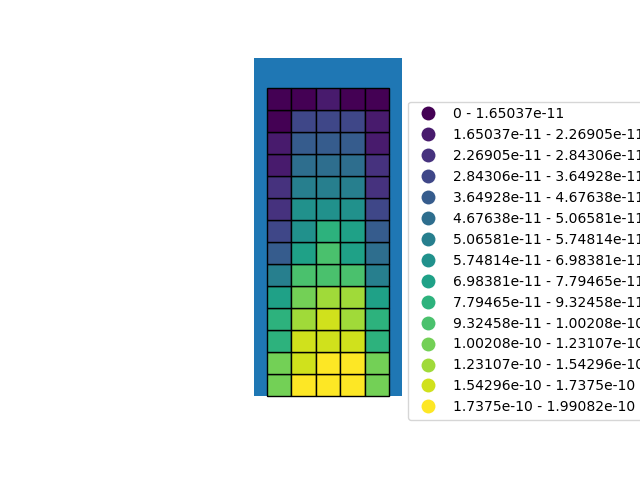 0 - 1.65037e-11
1.65037e-11 - 2.26905e-11
2.26905e-11 - 2.84306e-11
2.84306e-11 - 3.64928e-11
3.64928e-11 - 4.67638e-11
4.67638e-11 - 5.06581e-11
5.06581e-11 - 5.74814e-11
5.74814e-11 - 6.98381e-11
6.98381e-11 - 7.79465e-11
7.79465e-11 - 9.32458e-11
9.32458e-11 - 1.00208e-10
1.00208e-10 - 1.23107e-10
1.23107e-10 - 1.54296e-10
1.54296e-10 - 1.7375e-10
1.7375e-10 - 1.99082e-10